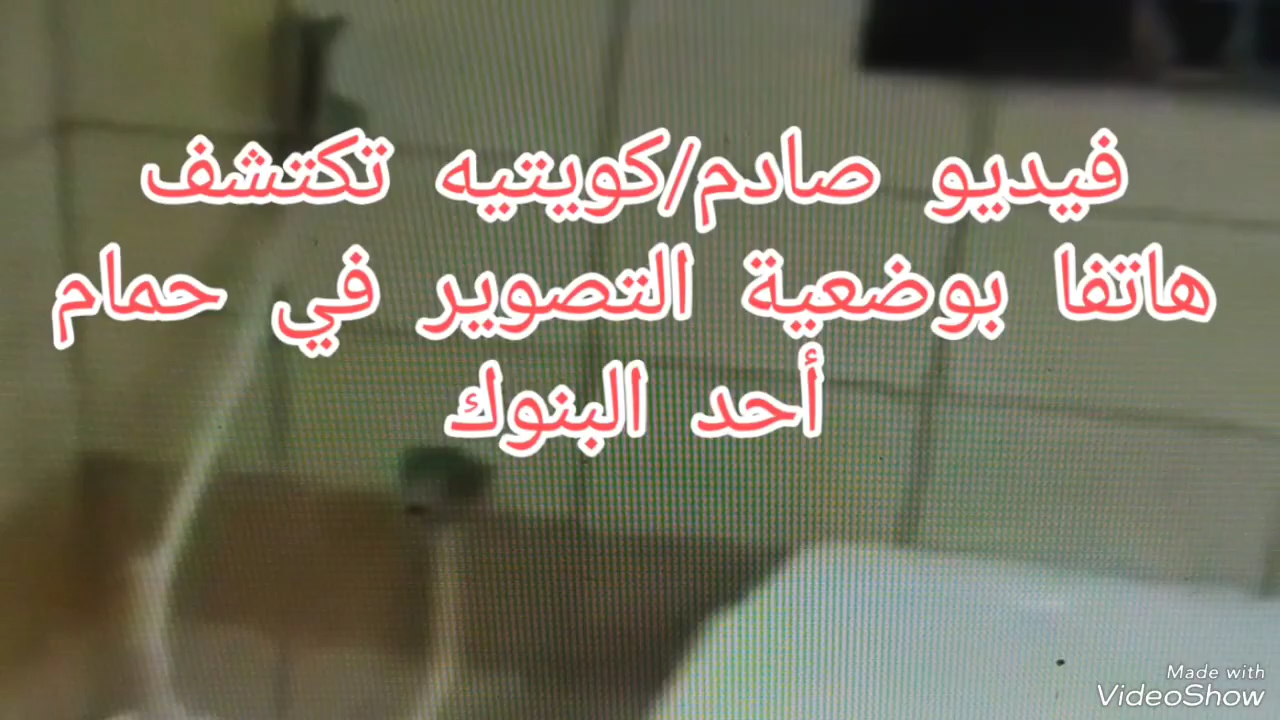 فيديو صادم/كويتيه تكتشف
هاتفا بوضعية التصوير في حمام
أحد البنوك
Made with
VideoShow